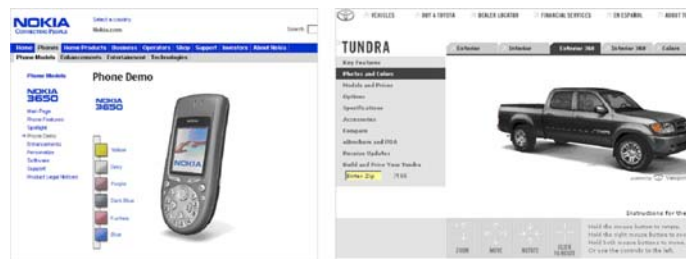 NOKIA
CONNECTING PEOPLE
Select a country
Nokia.com
Search
Home Phones Home Products Business Operators Shop Support Investors About Nokia
Phone Models Enhancements Entertainment Technologies
Phone Models
NOKIA
3650
Main Page
Phone Features
Spotlight
Phone Demo
Enhancements
Personalize
Software
Support
Product Legal Notices
Phone Demo
NOKIA
3650
Yellow
Grey
Purple
Dark Blue
Fuchsia
Blue
NOKIA
VEHICLES
BUY A TOYOTA
DEALER LOCATOR
FINANCIAL SERVICES
EN ESPAÑOL
ABOUT
TUNDRA
Exterior
Interior
Exterior 360
Interior 360
Colors
Key Features
Photos and Colors
Models and Prices
Options
Specifications
Accessories
Compare
eBrochure and DVD
Receive Updates
Build and Price Your Tundra
Enter Zip
Instructions for the
ZOOM
MOVE
ROTATE
CLICK
TO RESET
Hold the mouse button to rotate.
Hold the right mouse button to
Hold both mouse buttons to move.
Or use the controls to the left.